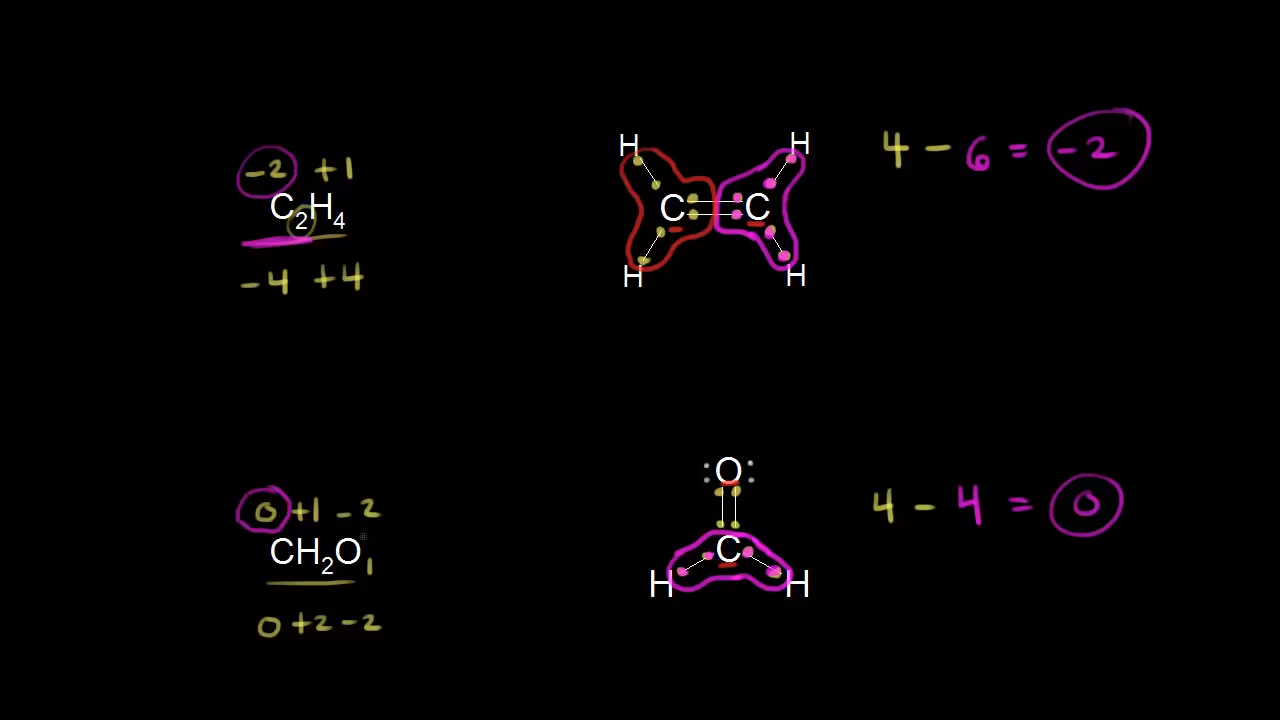 -2 +1
C2H4
-4 +4
H H
C C
H H
4 - 6 = -2
0 +1 -2
CH2O1
0 +2 -2
:O:
C
H H
4 - 4 = 0